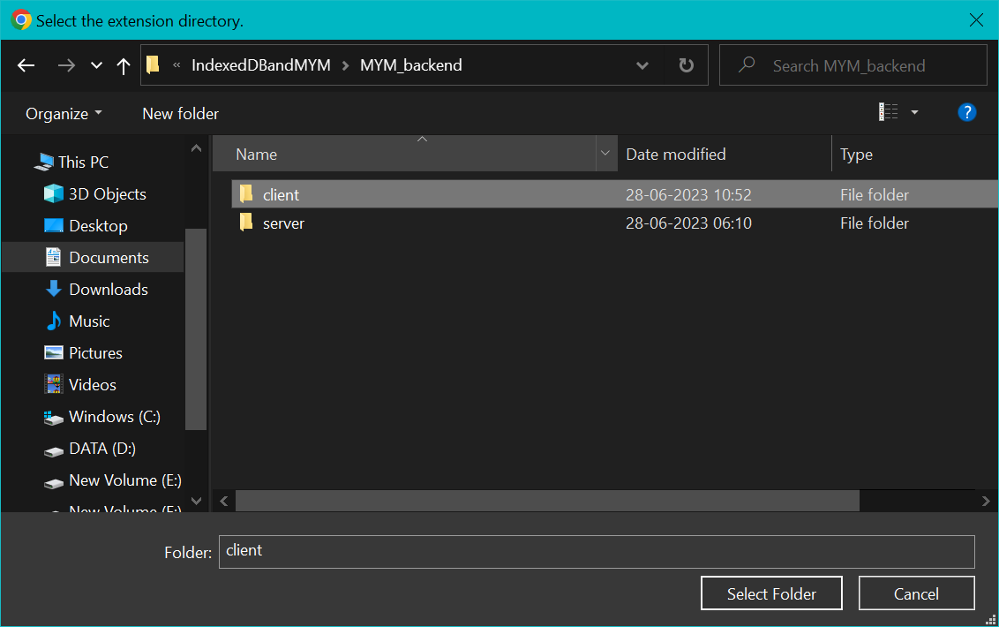 Select the extension directory.
« IndexedDBandMYM > MYM_backend
Search MYM_backend
Organize
New folder
?
Name
Date modified
Type
client
28-06-2023 10:52
File folder
server
28-06-2023 06:10
File folder
This PC
3D Objects
Desktop
Documents
Downloads
Music
Pictures
Videos
Windows (C:)
DATA (D:)
New Volume (E:)
New Volume (F:)
Folder:
client
Select Folder
Cancel